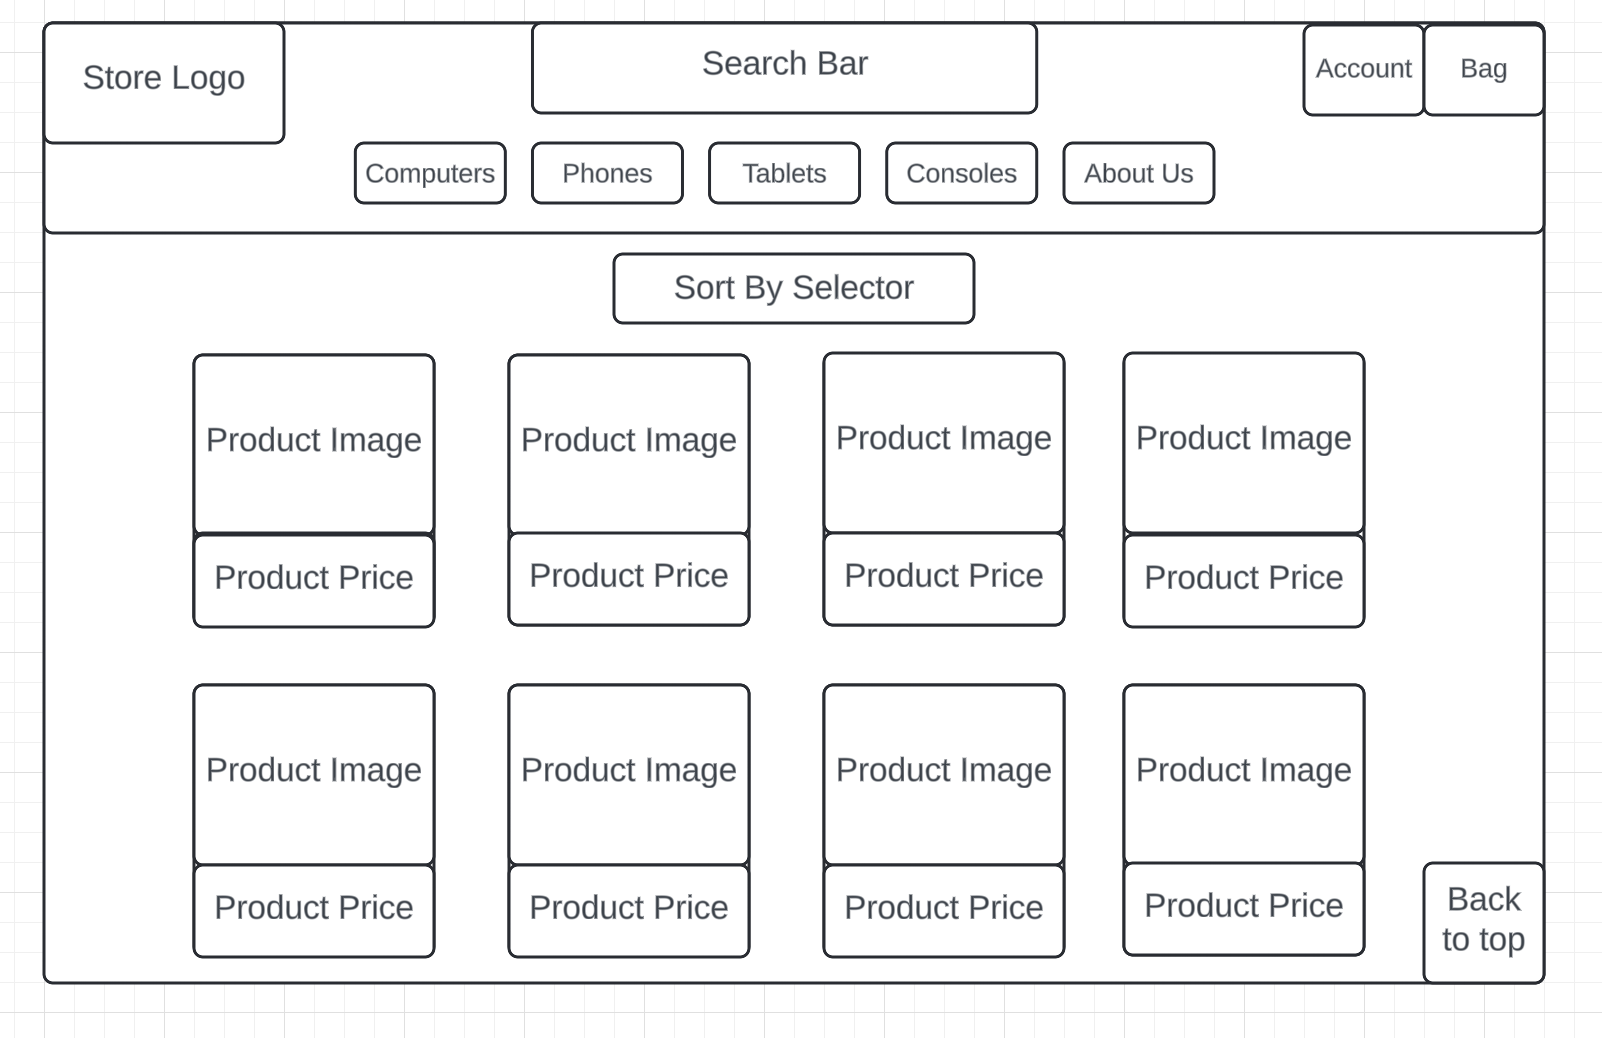 Store Logo
Search Bar
Account
Bag
Computers
Phones
Tablets
Consoles
About Us
Sort By Selector
Product Image
Product Image
Product Image
Product Image
Product Price
Product Price
Product Price
Product Price
Product Image
Product Image
Product Image
Product Image
Product Price
Product Price
Product Price
Product Price
Back
to top